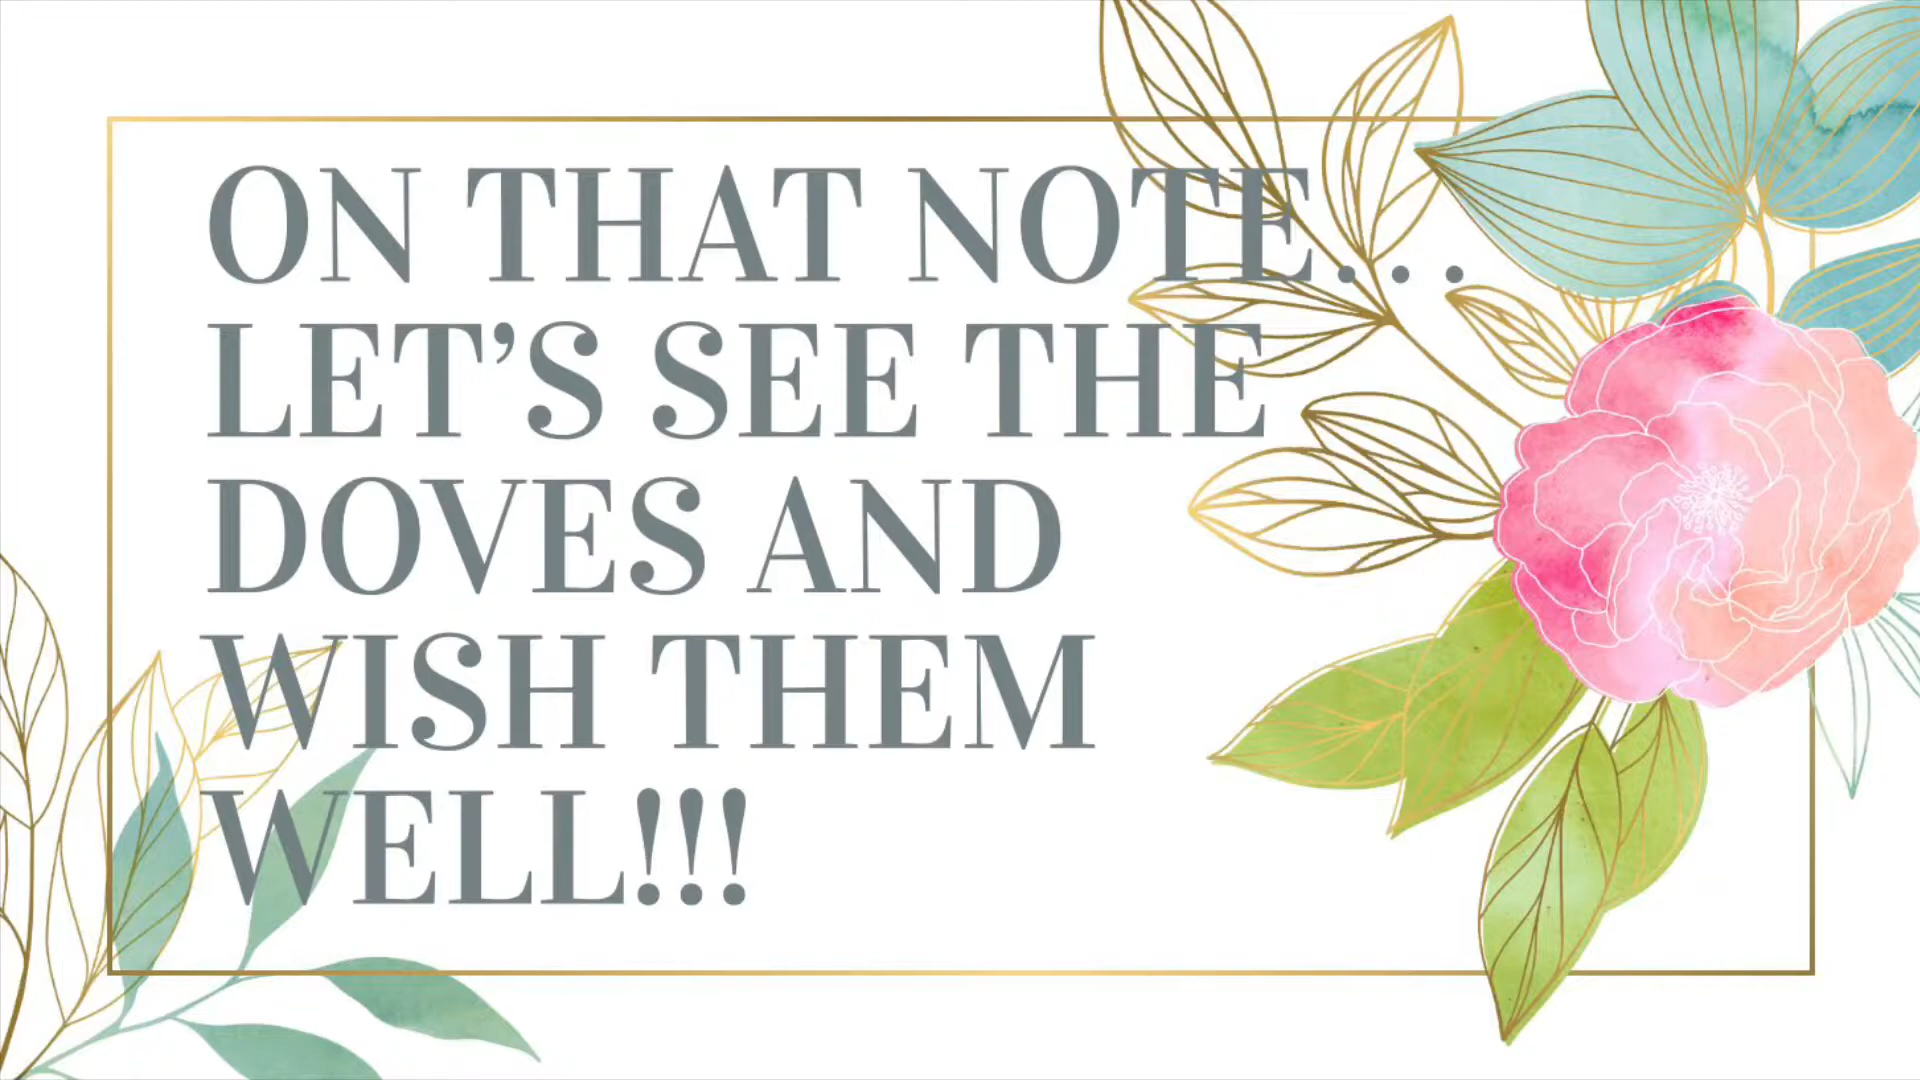 ON THAT NOTE...
LET’S SEE THE
DOVES AND
WISH THEM
WELL!!!